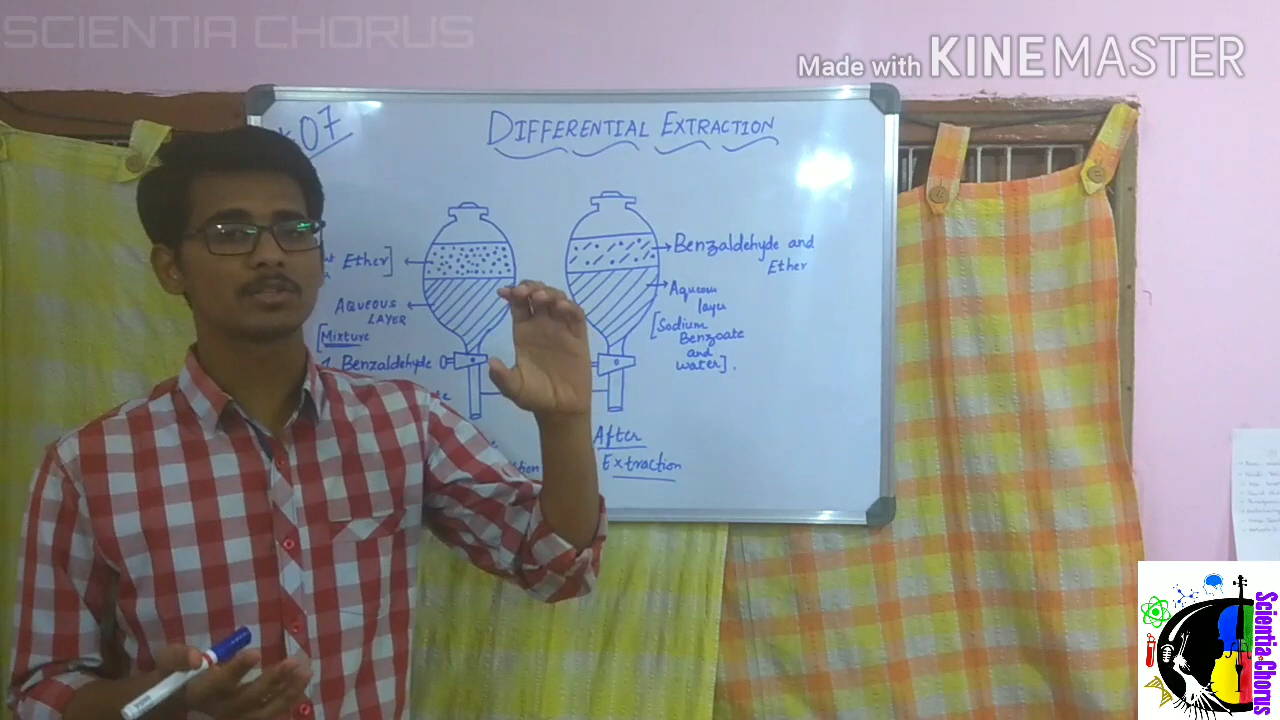 SCIENTIA CHORUS
Made with KINEMASTER
07
DIFFERENTIAL EXTRACTION
Ether]
AQUEOUS
LAYER
[Mixture
Benzaldehyde
Benzaldehyde and
Ether
Aqueous
layer
[Sodium
Benzoate
and
water].
After
Extraction
Scientia Chorus